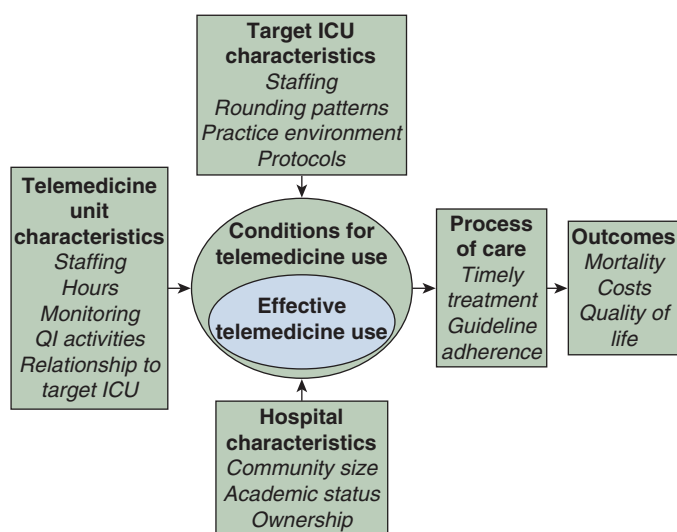 Target ICU
characteristics
Staffing
Rounding patterns
Practice environment
Protocols
Telemedicine
unit
characteristics
Staffing
Hours
Monitoring
QI activities
Relationship to
target ICU
Conditions for
telemedicine use
Effective
telemedicine use
Process
of care
Timely
treatment
Guideline
adherence
Outcomes
Mortality
Costs
Quality of
life
Hospital
characteristics
Community size
Academic status
Ownership